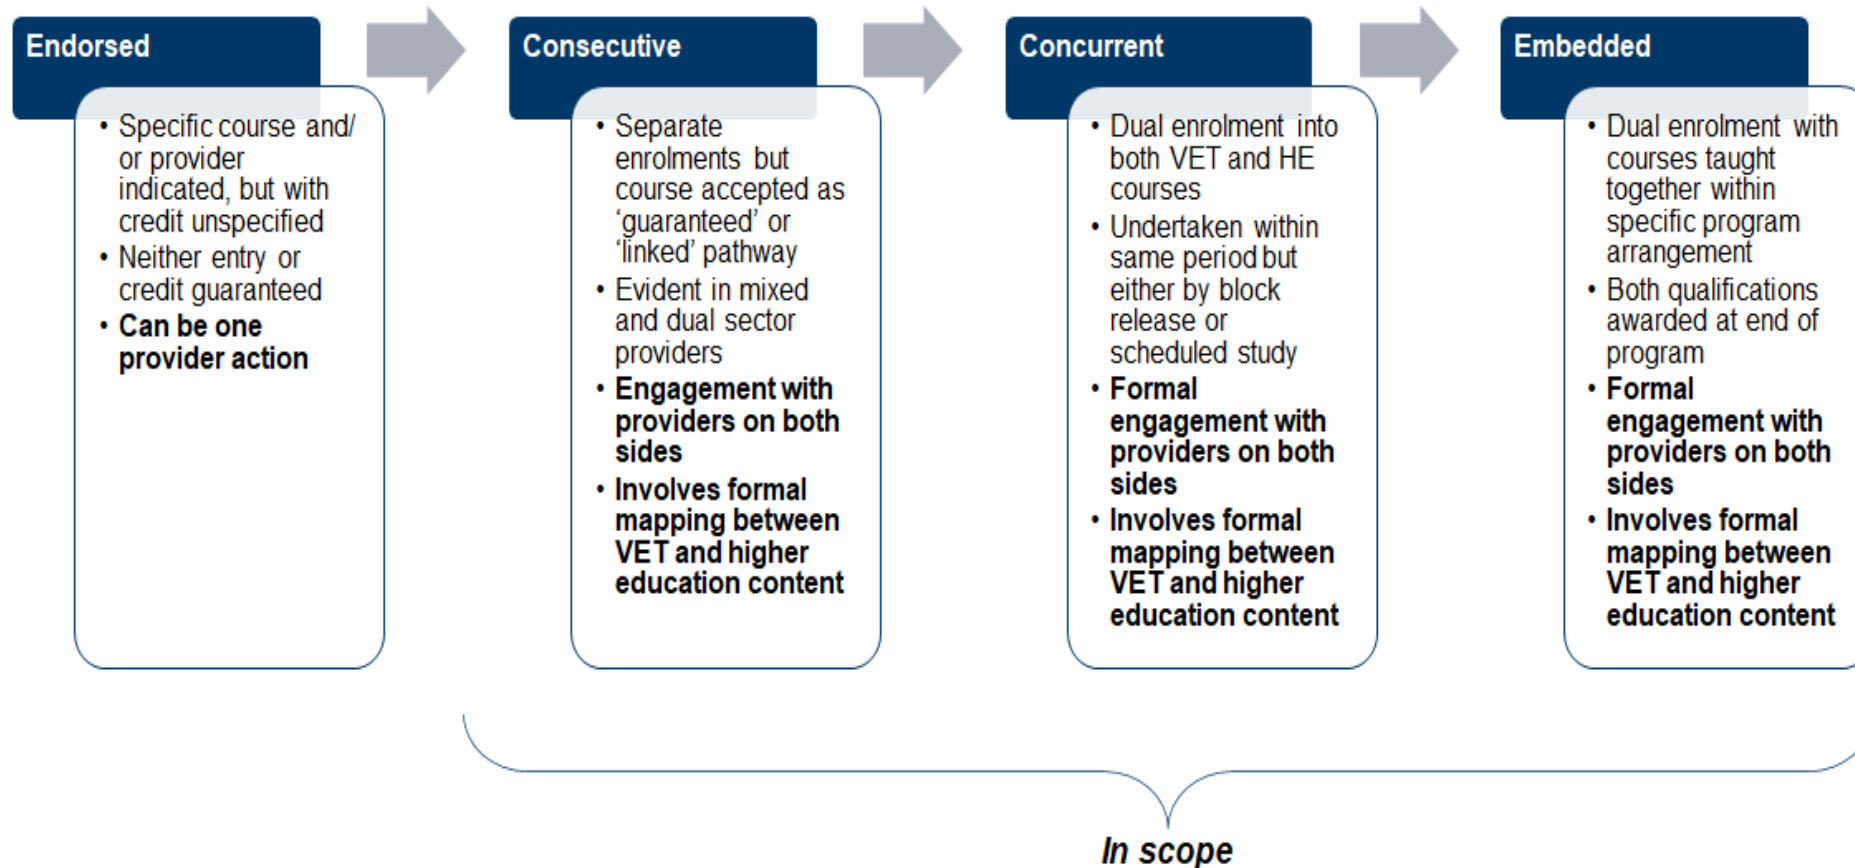 Endorsed
• Specific course and/
or provider
indicated, but with
credit unspecified
• Neither entry or
credit guaranteed
• Can be one
provider action
Consecutive
• Separate
enrolments but
course accepted as
‘guaranteed’ or
‘linked’ pathway
• Evident in mixed
and dual sector
providers
• Engagement with
providers on both
sides
• Involves formal
mapping between
VET and higher
education content
Concurrent
• Dual enrolment into
both VET and HE
courses
• Undertaken within
same period but
either by block
release or
scheduled study
• Formal
engagement with
providers on both
sides
• Involves formal
mapping between
VET and higher
education content
Embedded
• Dual enrolment with
courses taught
together within
specific program
arrangement
• Both qualifications
awarded at end of
program
• Formal
engagement with
providers on both
sides
• Involves formal
mapping between
VET and higher
education content
In scope